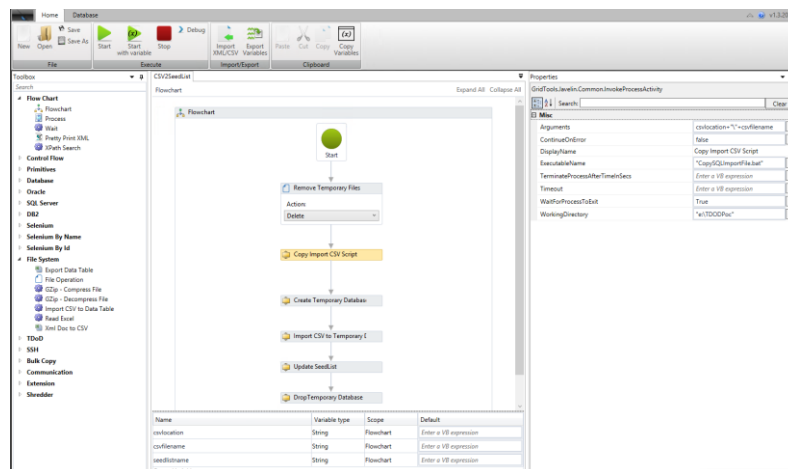 Home Database
v1.3.20
New
Open
Save
Save As
Start
Start
with variable
Stop
Debug
Import
XML/CSV
Export
Variables
Paste
Cut
Copy
Copy
Variables
File
Execute
Import/Export
Clipboard
Toolbox
Search
Flow Chart
Flowchart
Process
Wait
Pretty Print XML
XPath Search
Control Flow
Primitives
Database
Oracle
SQL Server
DB2
Selenium
Selenium By Name
Selenium By Id
File System
Export Data Table
File Operation
GZip - Compress File
GZip - Decompress File
Import CSV to Data Table
Read Excel
Xml Doc to CSV
TDoD
SSH
Bulk Copy
Communication
Extension
Shredder
CSV2SeedList
Flowchart
Expand All Collapse All
Flowchart
Start
Remove Temporary Files
Action:
Delete
Copy Import CSV Script
Create Temporary Databas
Import CSV to Temporary D
Update SeedList
DropTemporary Database
Name Variable type Scope Default
csvlocation String Flowchart Enter a VB expression
csvfilename String Flowchart Enter a VB expression
seedlistname String Flowchart Enter a VB expression
Properties
GridTools.Javelin.Common.InvokeProcessActivity
Search: Clear
Misc
Arguments csvlocation+"\"+csvfilename
ContinueOnError false
DisplayName Copy Import CSV Script
ExecutableName "CopySQLImportFile.bat"
TerminateProcessAfterTimeInSecs Enter a VB expression
Timeout Enter a VB expression
WaitForProcessToExit True
WorkingDirectory "e:\TDODPoc"